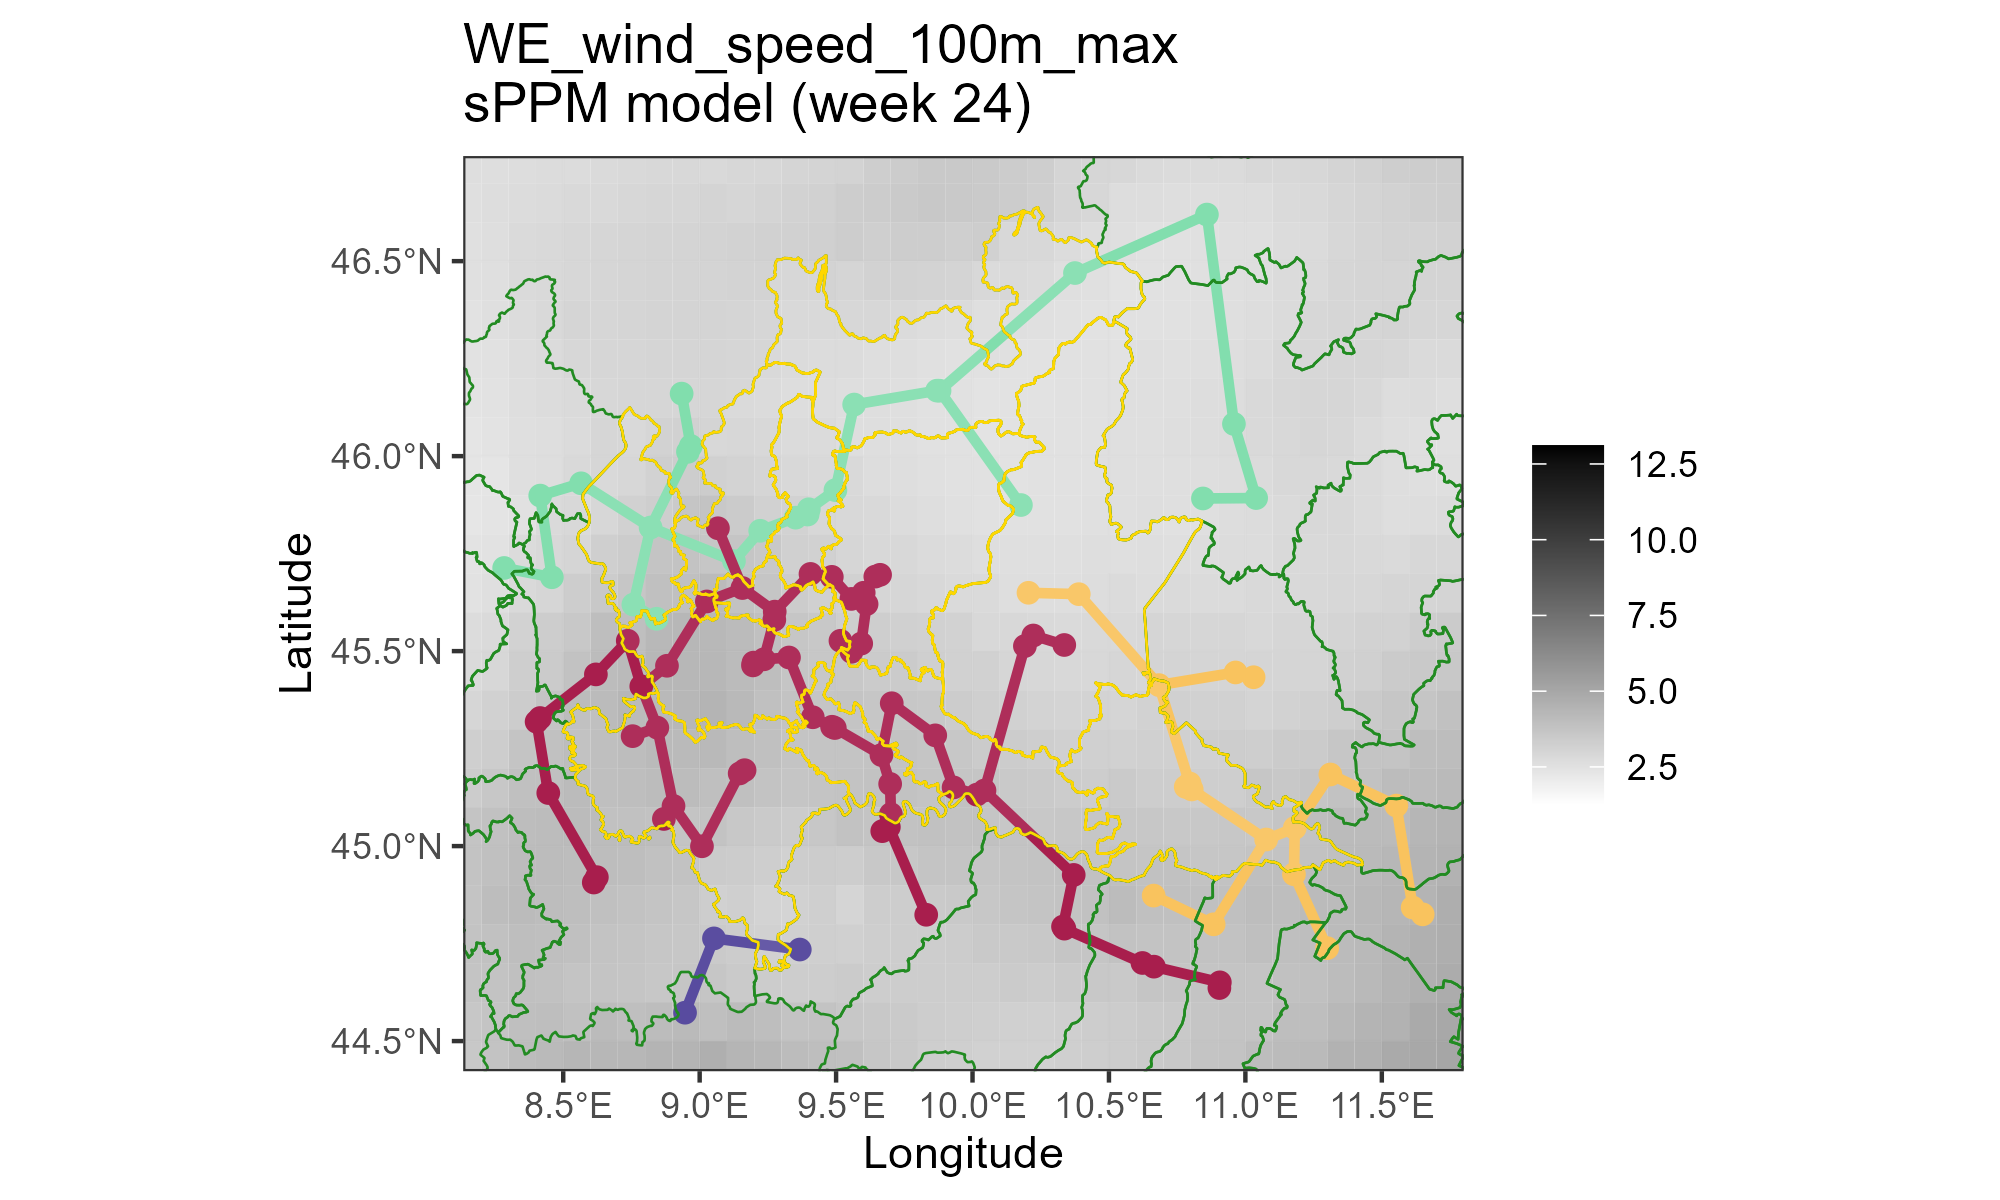 WE_wind_speed_100m_max
sPPM model (week 24)
Latitude
46.5°N
46.0°N
45.5°N
45.0°N
44.5°N
8.5°E
9.0°E
9.5°E
10.0°E
10.5°E
11.0°E
11.5°E
Longitude
12.5
10.0
7.5
5.0
2.5